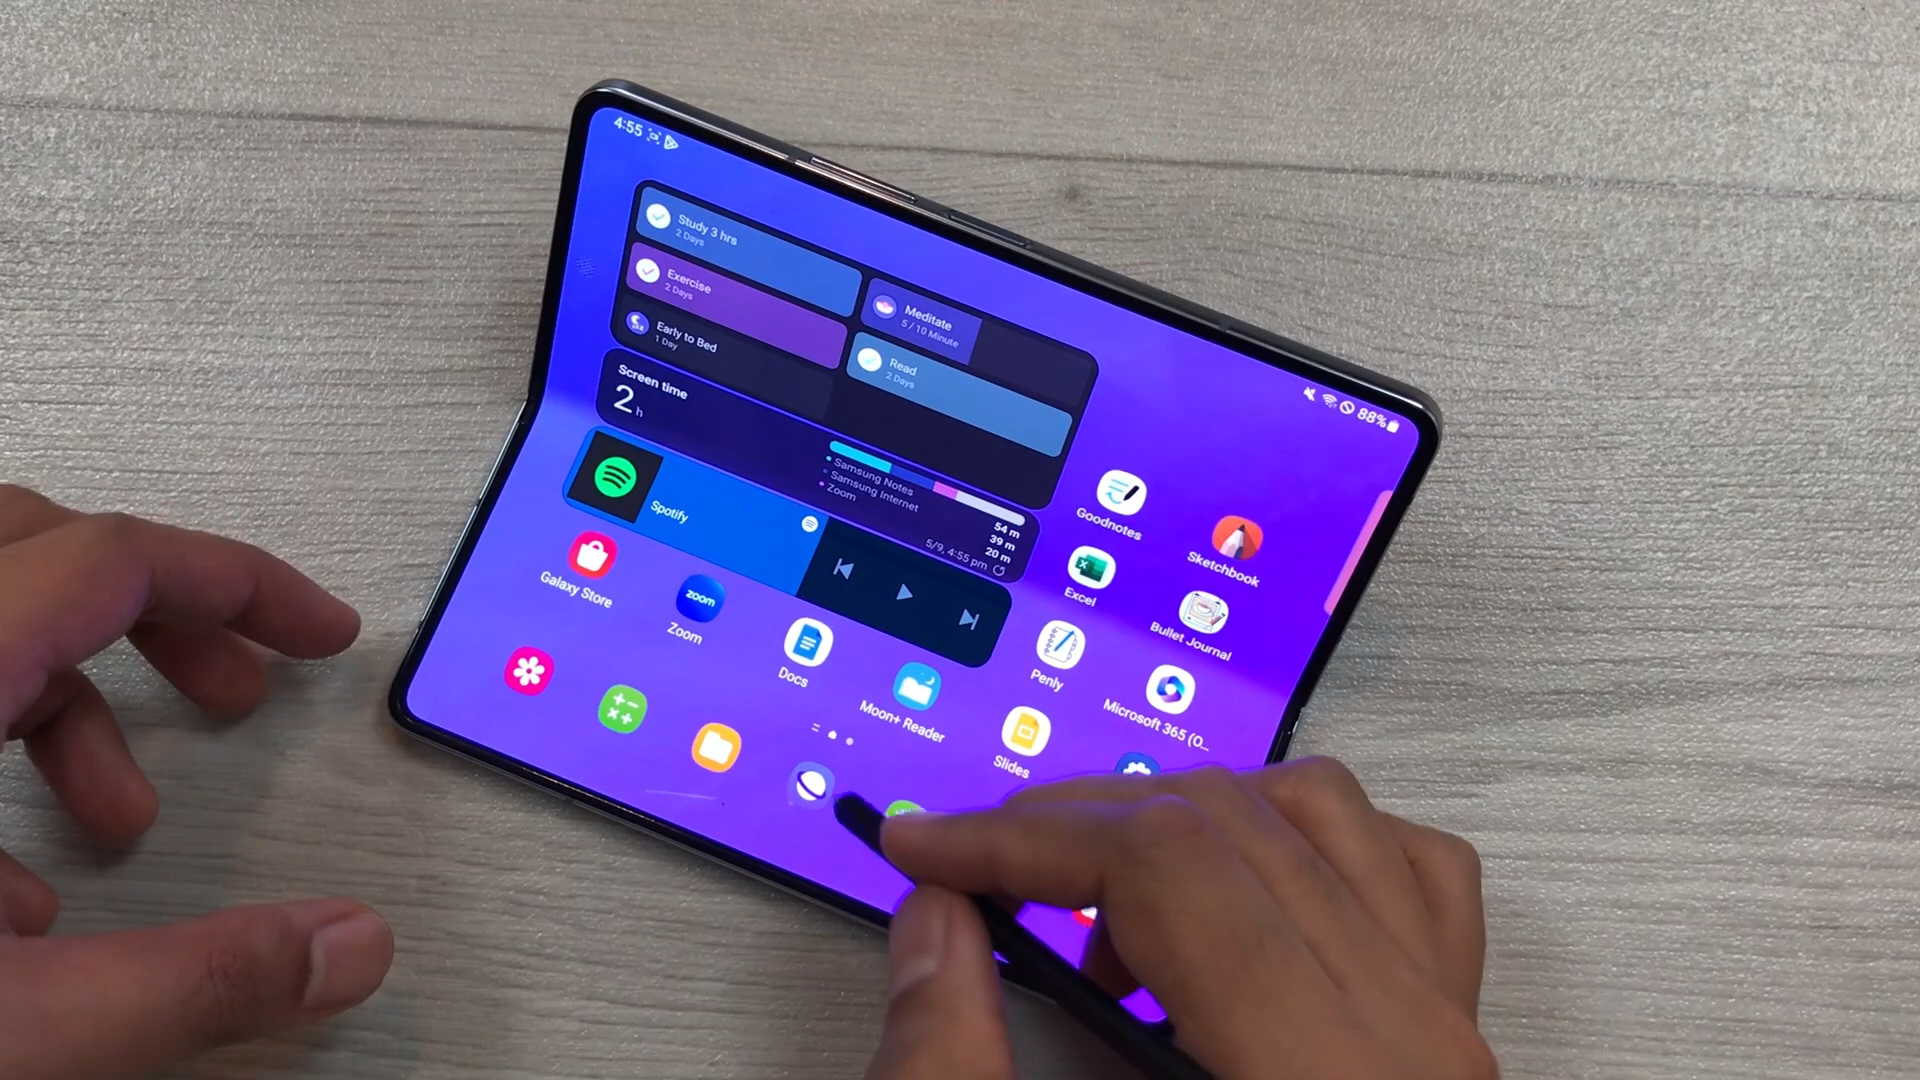 4:55
88%
Study 3 hrs
2 Days
Exercise
2 Days
Early to Bed
1 Day
Meditate
5 / 10 Minute
Read
2 Days
Screen time
2 h
Samsung Notes
54 m
Samsung Internet
39 m
Zoom
20 m
5/9, 4:55 pm
Spotify
Goodnotes
Sketchbook
Excel
Bullet Journal
Galaxy Store
zoom
Zoom
Docs
Moon+ Reader
Penly
Microsoft 365 (O...
Slides